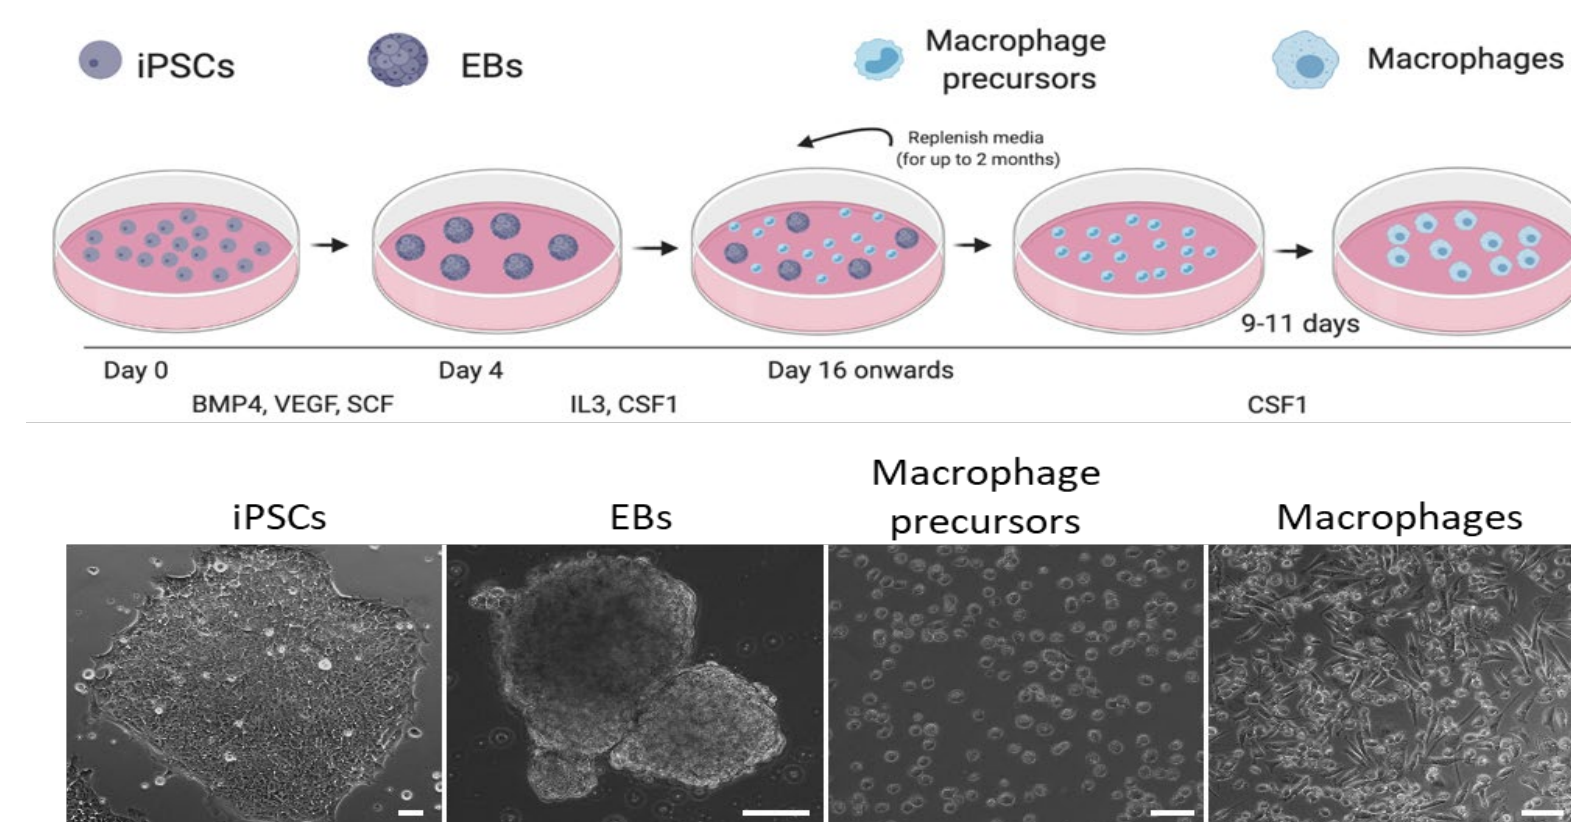 iPSCs
EBs
Macrophage
precursors
Macrophages
Replenish media
(for up to 2 months)
9-11 days
Day 0
Day 4
Day 16 onwards
BMP4, VEGF, SCF
IL3, CSF1
CSF1
iPSCs
EBs
Macrophage
precursors
Macrophages